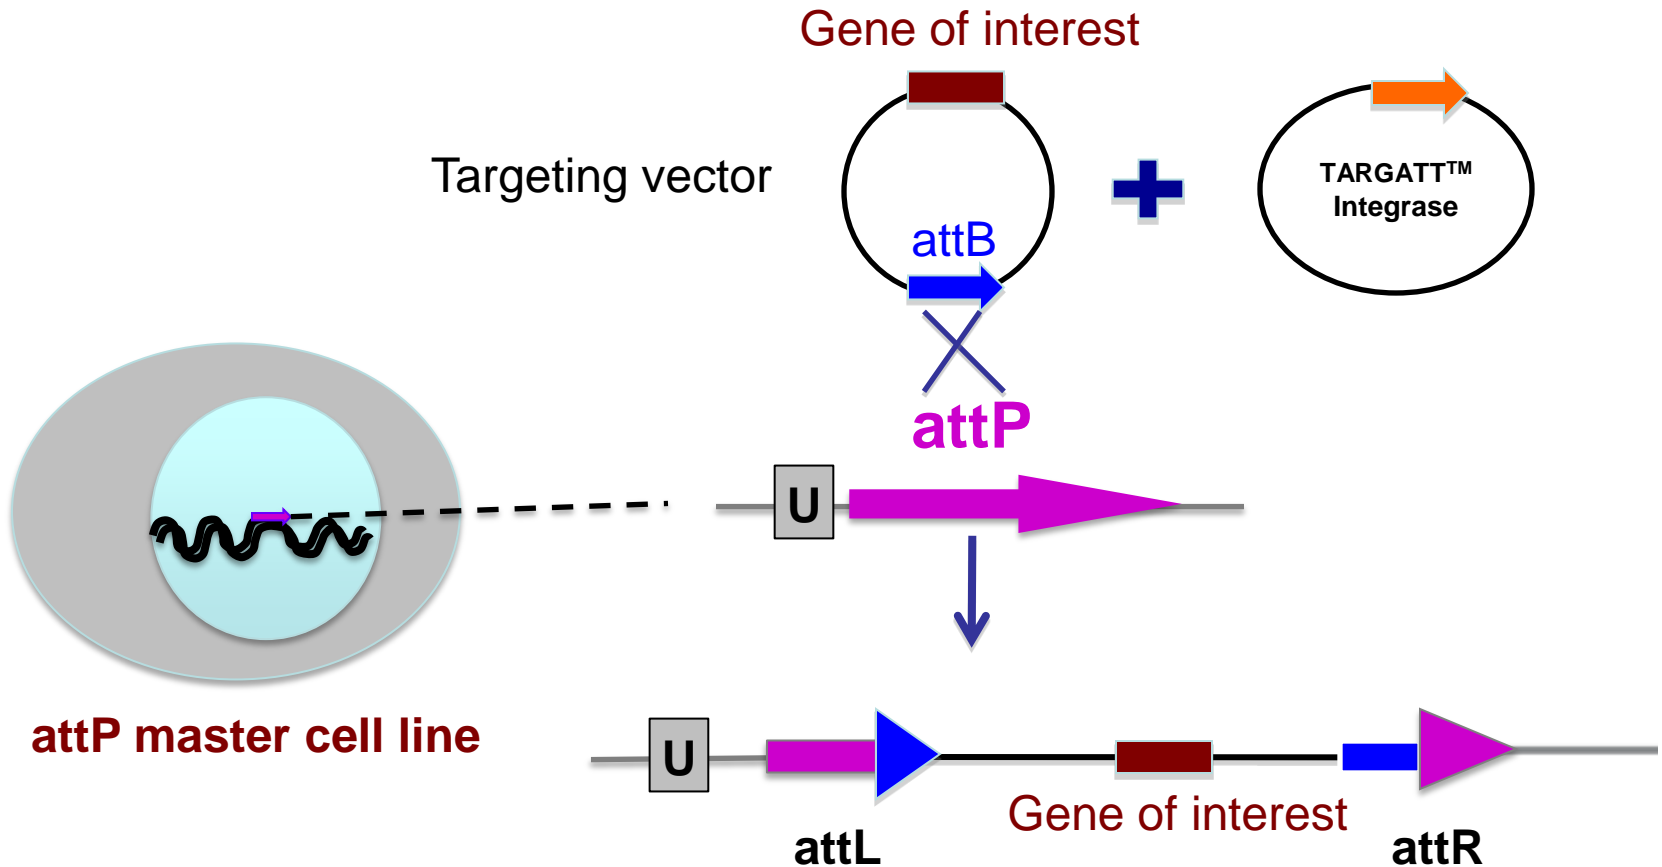 Gene of interest
Targeting vector
TARGATT™
Integrase
attB
attP
U
attP master cell line
U
Gene of interest
attL
attR